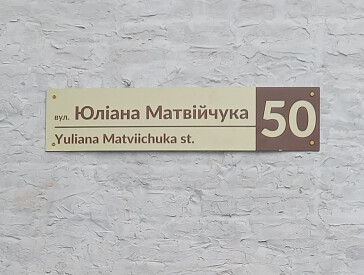 вул. Юліана Матвійчука
50
Yuliana Matviichuka st.